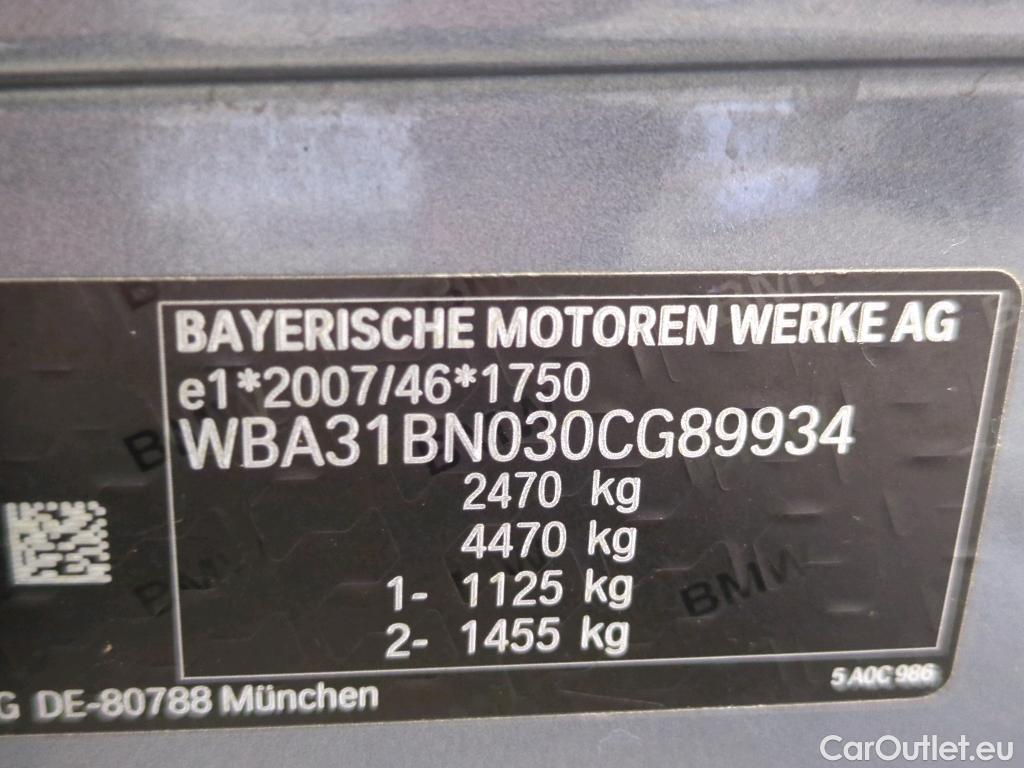 BAYERISCHE MOTOREN WERKE AG
e1*2007/46*1750
WBA31BN030CG89934
2470 kg
4470 kg
1- 1125 kg
2- 1455 kg
5 A0C 986
G DE-80788 München
BMW
CarOutlet.eu